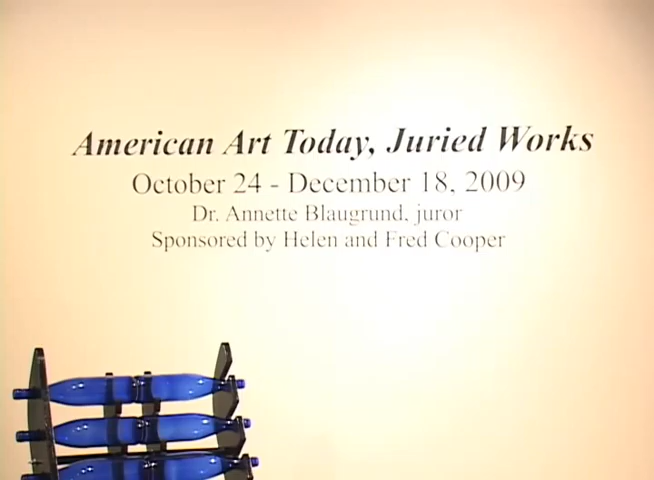 American Art Today, Juried Works
October 24 - December 18, 2009
Dr. Annette Blaugrund, juror
Sponsored by Helen and Fred Cooper